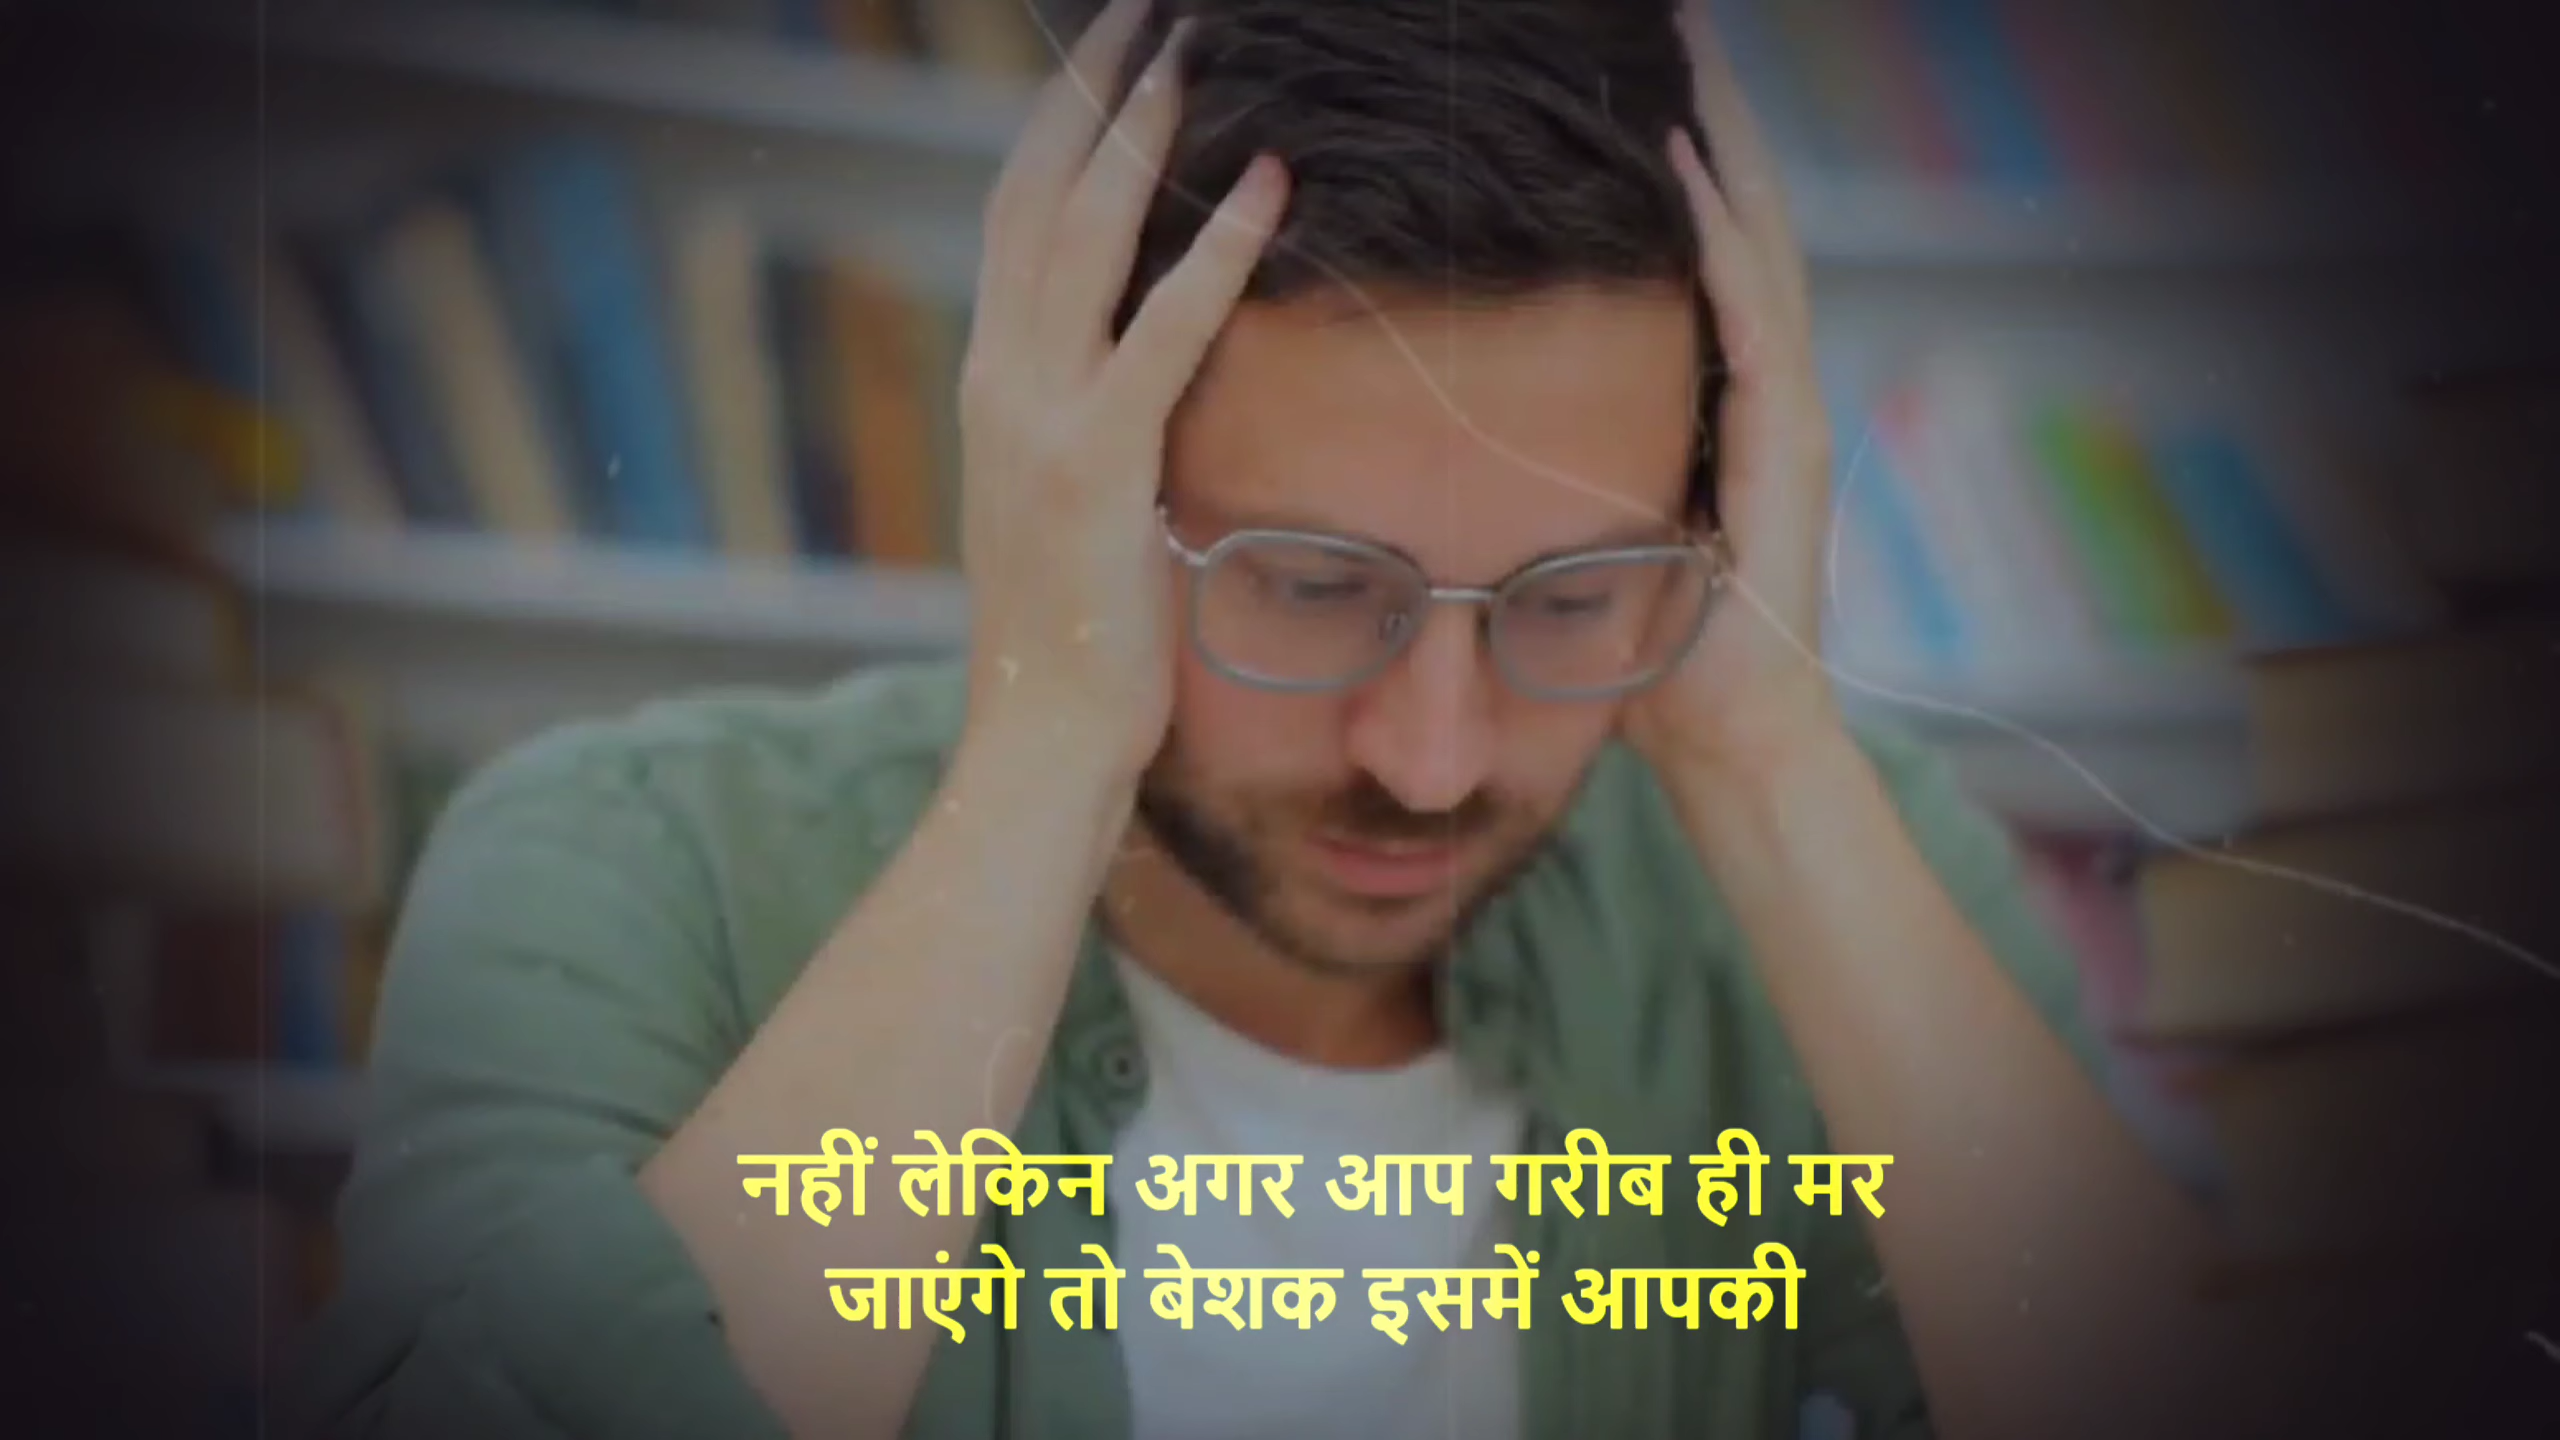 नहीं लेकिन अगर आप गरीब ही मर
जाएंगे तो बेशक इसमें आपकी